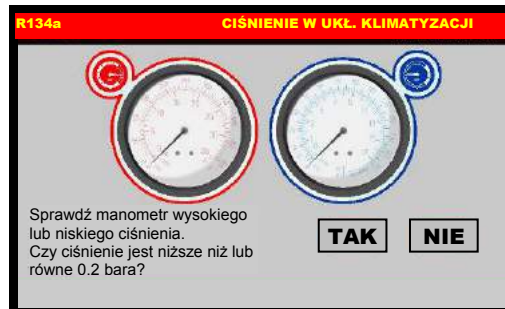 R134a CIŚNIENIE W UKŁ. KLIMATYZACJI
Sprawdź manometr wysokiego
lub niskiego ciśnienia.
Czy ciśnienie jest niższe niż lub
równe 0.2 bara?
TAK NIE